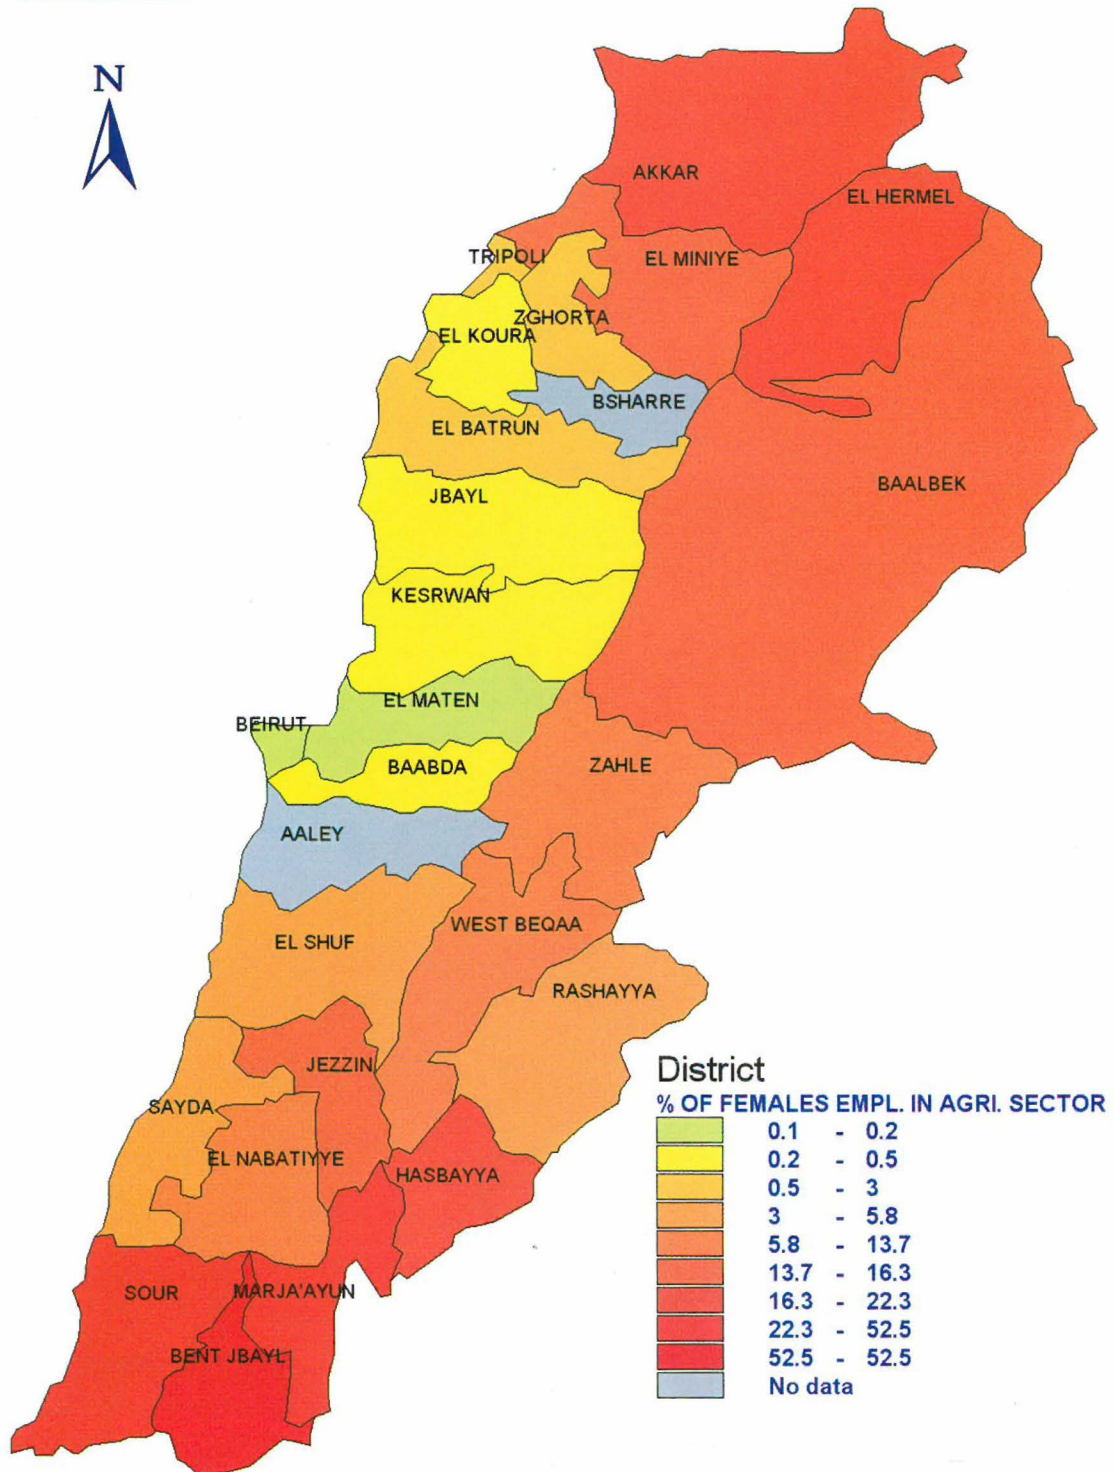 N
AKKAR
EL HERMEL
TRIPOLI
EL MINIYE
ZGHORTA
EL KOURA
BSHARRE
EL BATRUN
BAALBEK
JBAYL
KESRWAN
EL MATEN
BEIRUT
BAABDA
ZAHLE
AALEY
WEST BEQAA
EL SHUF
RASHAYYA
JEZZIN
SAYDA
EL NABATIYYE
HASBAYYA
SOUR
MARJA'AYUN
BENT JBAYL
District
% OF FEMALES EMPL. IN AGRI. SECTOR
0.1 - 0.2
0.2 - 0.5
0.5 - 3
3 - 5.8
5.8 - 13.7
13.7 - 16.3
16.3 - 22.3
22.3 - 52.5
52.5 - 52.5
No data